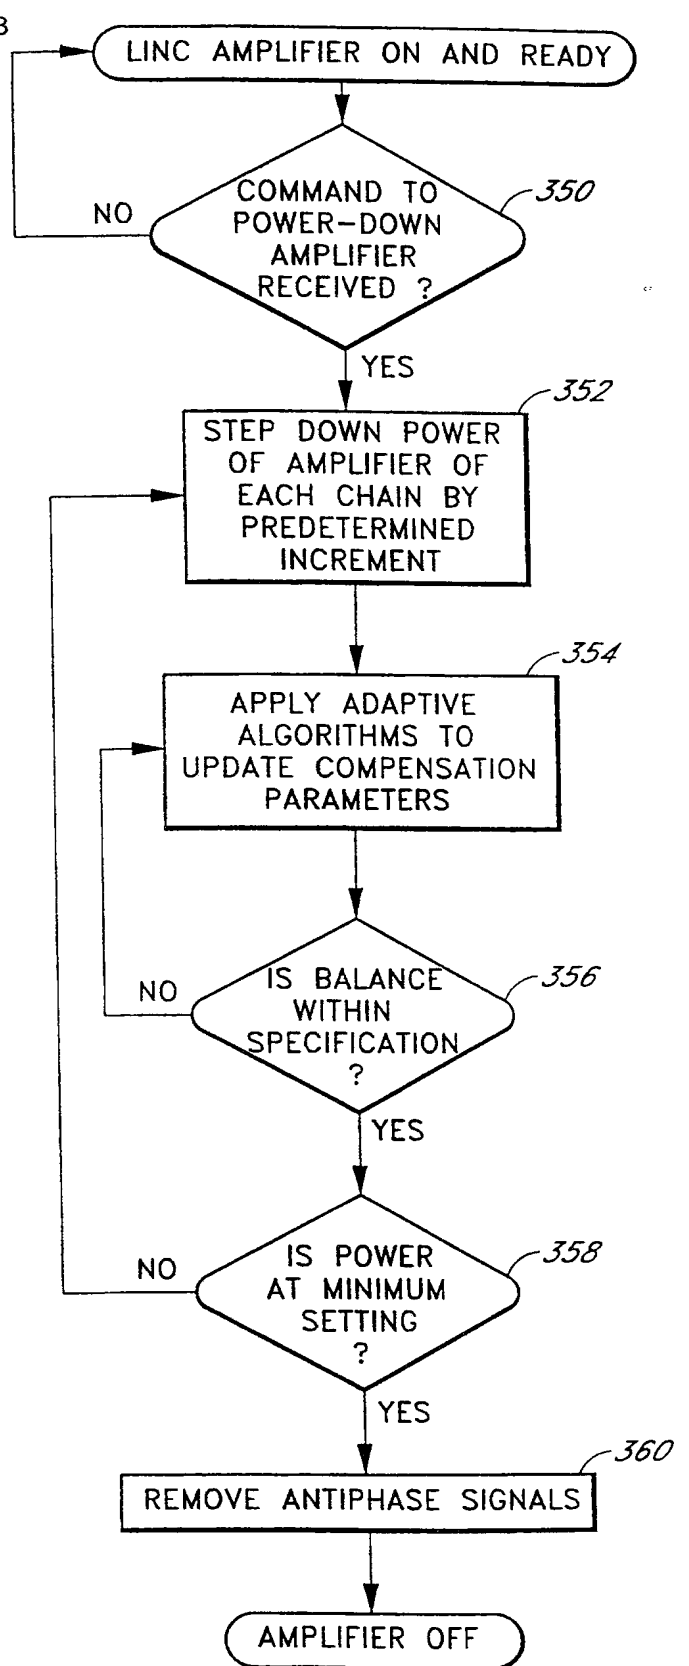 B
LINC AMPLIFIER ON AND READY
COMMAND TO
POWER-DOWN
AMPLIFIER
RECEIVED ?
350
NO
YES
352
STEP DOWN POWER
OF AMPLIFIER OF
EACH CHAIN BY
PREDETERMINED
INCREMENT
354
APPLY ADAPTIVE
ALGORITHMS TO
UPDATE COMPENSATION
PARAMETERS
IS BALANCE
WITHIN
SPECIFICATION
?
356
NO
YES
IS POWER
AT MINIMUM
SETTING
?
358
NO
YES
360
REMOVE ANTIPHASE SIGNALS
AMPLIFIER OFF